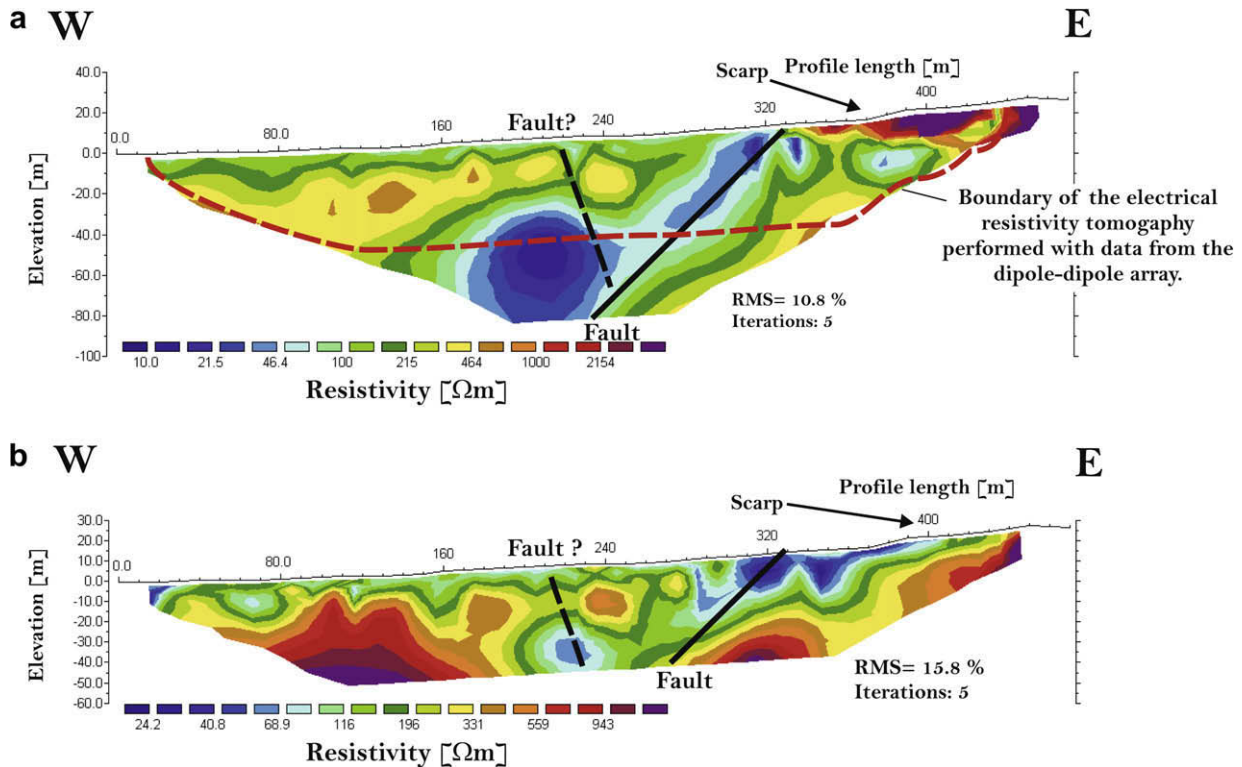 a W E
40.0
20.0
0.0
-20.0
-40.0
-60.0
-80.0
-100
Elevation [m]
0.0 80.0 160 240 320 400
Scarp
Profile length [m]
Fault?
Boundary of the electrical
resistivity tomogaphy
performed with data from the
dipole-dipole array.
RMS= 10.8 %
Iterations: 5
Fault
10.0 21.5 46.4 100 215 464 1000 2154
Resistivity [Ωm]
b W E
30.0
20.0
10.0
0.0
-10.0
-20.0
-30.0
-40.0
-50.0
-60.0
Elevation [m]
0.0 80.0 160 240 320 400
Scarp
Profile length [m]
Fault ?
Fault
RMS= 15.8 %
Iterations: 5
24.2 40.8 68.9 116 196 331 559 943
Resistivity [Ωm]